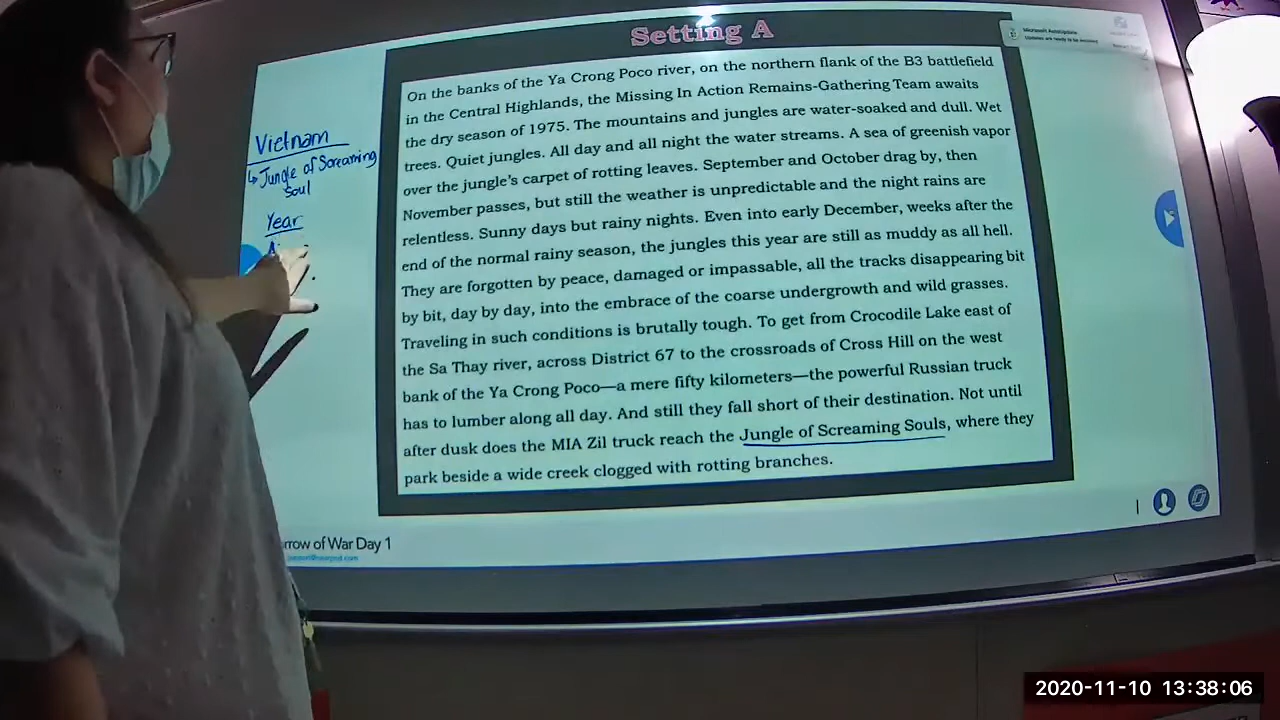 Setting A
On the banks of the Ya Crong Poco river, on the northern flank of the B3 battlefield
in the Central Highlands, the Missing In Action Remains-Gathering Team awaits
the dry season of 1975. The mountains and jungles are water-soaked and dull. Wet
trees. Quiet jungles. All day and all night the water streams. A sea of greenish vapor
over the jungle's carpet of rotting leaves. September and October drag by, then
November passes, but still the weather is unpredictable and the night rains are
relentless. Sunny days but rainy nights. Even into early December, weeks after the
end of the normal rainy season, the jungles this year are still as muddy as all hell.
They are forgotten by peace, damaged or impassable, all the tracks disappearing bit
by bit, day by day, into the embrace of the coarse undergrowth and wild grasses.
Traveling in such conditions is brutally tough. To get from Crocodile Lake east of
the Sa Thay river, across District 67 to the crossroads of Cross Hill on the west
bank of the Ya Crong Poco—a mere fifty kilometers—the powerful Russian truck
has to lumber along all day. And still they fall short of their destination. Not until
after dusk does the MIA Zil truck reach the Jungle of Screaming Souls, where they
park beside a wide creek clogged with rotting branches.
Vietnam
↳ Jungle of Screaming
Soul
Year
A:
Microsoft AutoUpdate
rrow of War Day 1
2020-11-10 13:38:06